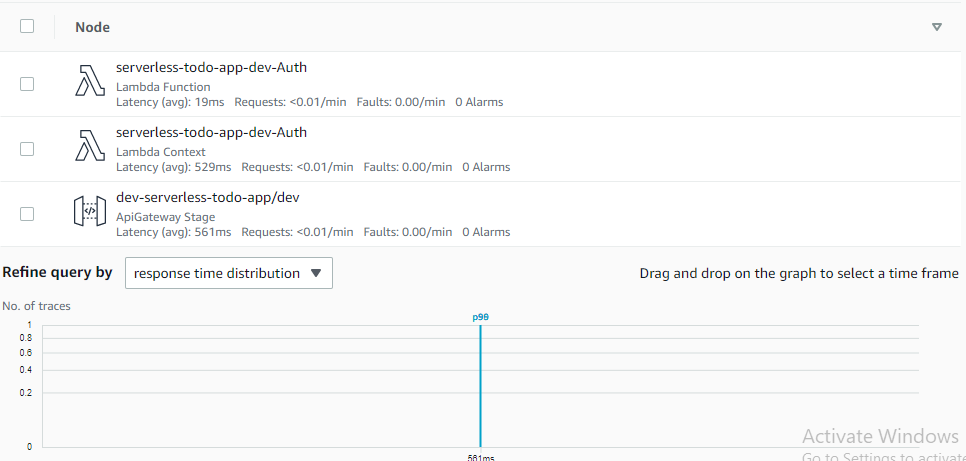 Node
serverless-todo-app-dev-Auth
Lambda Function
Latency (avg): 19ms Requests: <0.01/min Faults: 0.00/min 0 Alarms
serverless-todo-app-dev-Auth
Lambda Context
Latency (avg): 529ms Requests: <0.01/min Faults: 0.00/min 0 Alarms
dev-serverless-todo-app/dev
ApiGateway Stage
Latency (avg): 561ms Requests: <0.01/min Faults: 0.00/min 0 Alarms
Refine query by response time distribution Drag and drop on the graph to select a time frame
No. of traces
1
0.8
0.6
0.4
0.2
0
561ms
Activate Windows
Go to Settings to activate